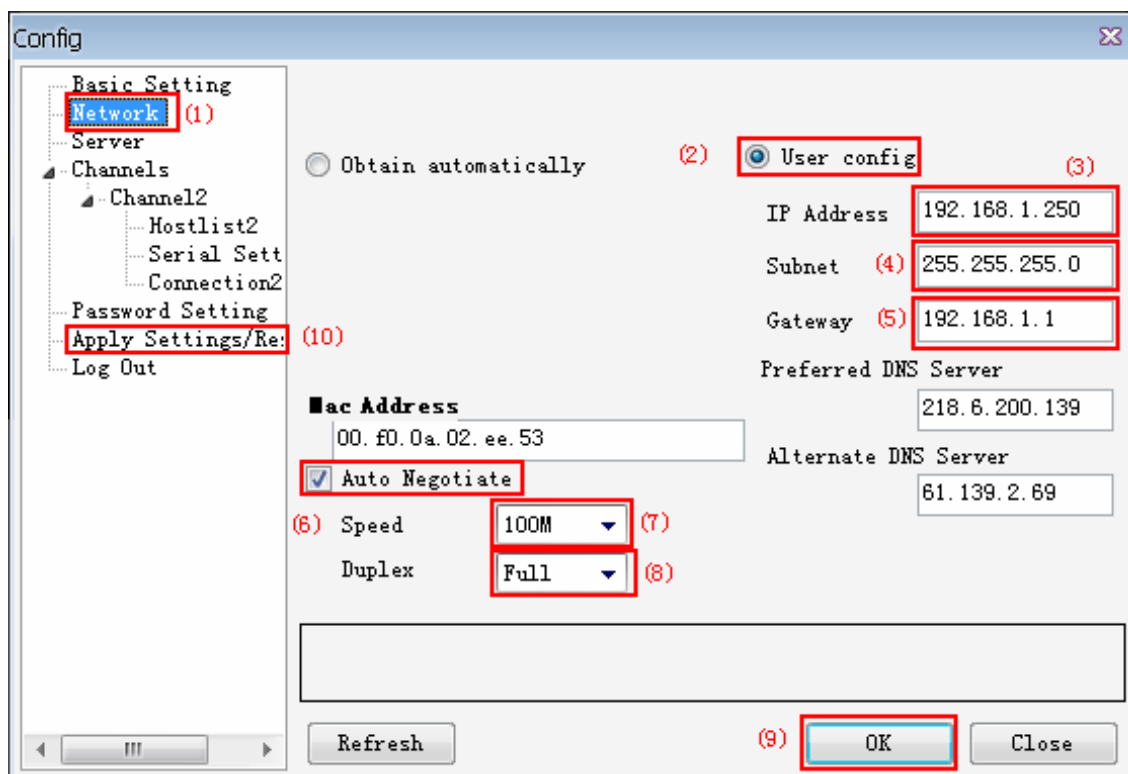 Config
Basic Setting
Network (1)
Server
Channels
Channel2
Hostlist2
Serial Sett
Connection2
Password Setting
Apply Settings/Re (10)
Log Out
Obtain automatically
(2) User config
(3)
IP Address 192.168.1.250
Subnet (4) 255.255.255.0
Gateway (5) 192.168.1.1
Preferred DNS Server
218.6.200.139
Alternate DNS Server
61.139.2.69
Mac Address
00.f0.0a.02.ee.53
Auto Negotiate
(6) Speed 100M (7)
Duplex Full (8)
Refresh
(9) OK
Close